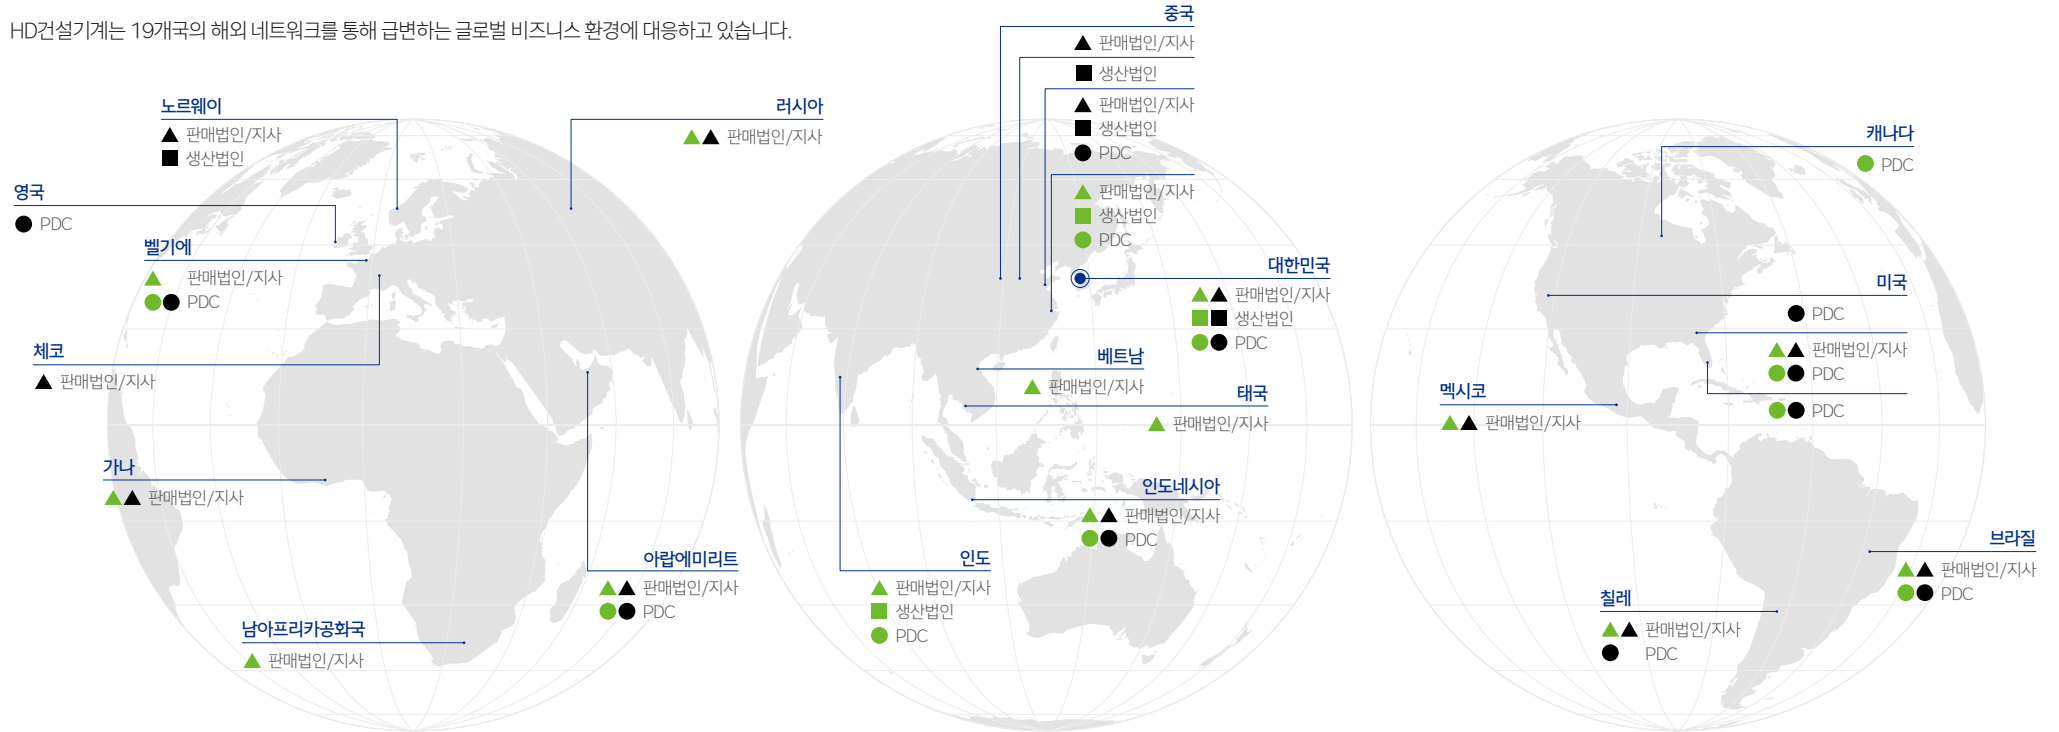 HD건설기계는 19개국의 해외 네트워크를 통해 급변하는 글로벌 비즈니스 환경에 대응하고 있습니다.
노르웨이
판매법인/지사
생산법인
러시아
판매법인/지사
영국
PDC
벨기에
판매법인/지사
PDC
체코
판매법인/지사
가나
판매법인/지사
아랍에미리트
판매법인/지사
PDC
남아프리카공화국
판매법인/지사
중국
판매법인/지사
생산법인
판매법인/지사
생산법인
PDC
판매법인/지사
생산법인
PDC
대한민국
판매법인/지사
생산법인
PDC
베트남
판매법인/지사
태국
판매법인/지사
인도네시아
판매법인/지사
PDC
인도
판매법인/지사
생산법인
PDC
캐나다
PDC
미국
PDC
판매법인/지사
PDC
PDC
멕시코
판매법인/지사
브라질
판매법인/지사
PDC
칠레
판매법인/지사
PDC